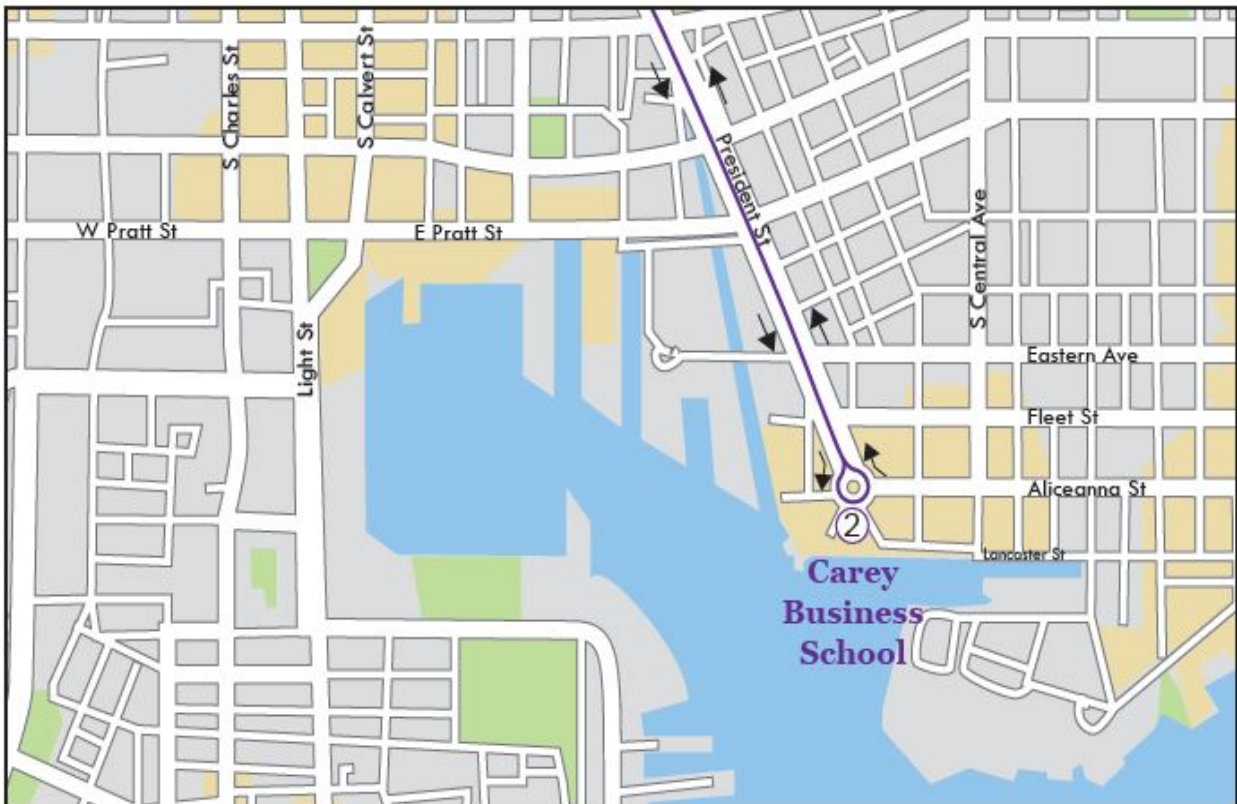 S Charles St
S Calvert St
President St
W Pratt St
E Pratt St
S Central Ave
Light St
Eastern Ave
Fleet St
Aliceanna St
2
Lancaster St
Carey
Business
School